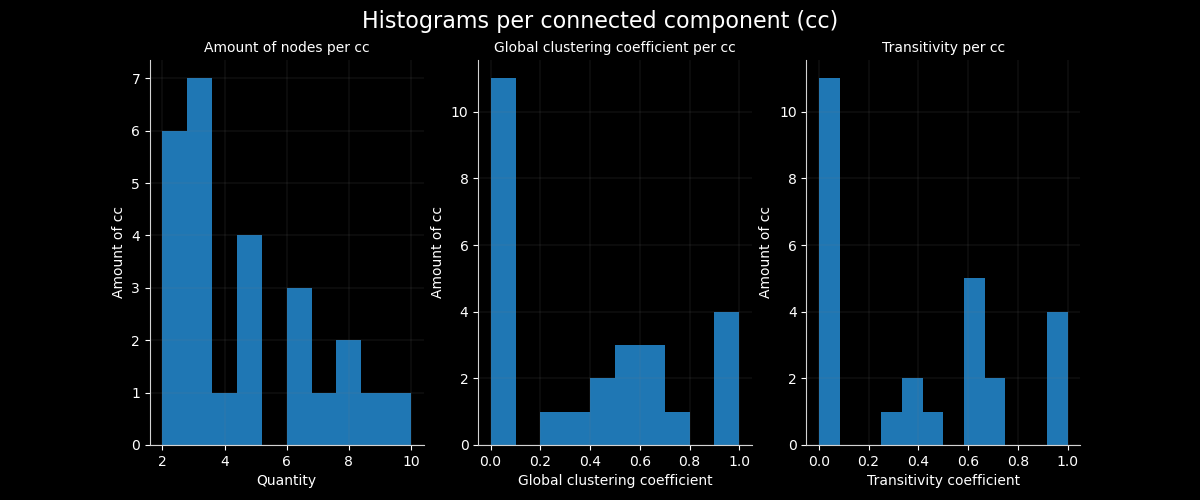 Histograms per connected component (cc)
Amount of nodes per cc
Global clustering coefficient per cc
Transitivity per cc
Amount of cc
7
6
5
4
3
2
1
0
2 4 6 8 10
Quantity
Amount of cc
10
8
6
4
2
0
0.0 0.2 0.4 0.6 0.8 1.0
Global clustering coefficient
Amount of cc
10
8
6
4
2
0
0.0 0.2 0.4 0.6 0.8 1.0
Transitivity coefficient